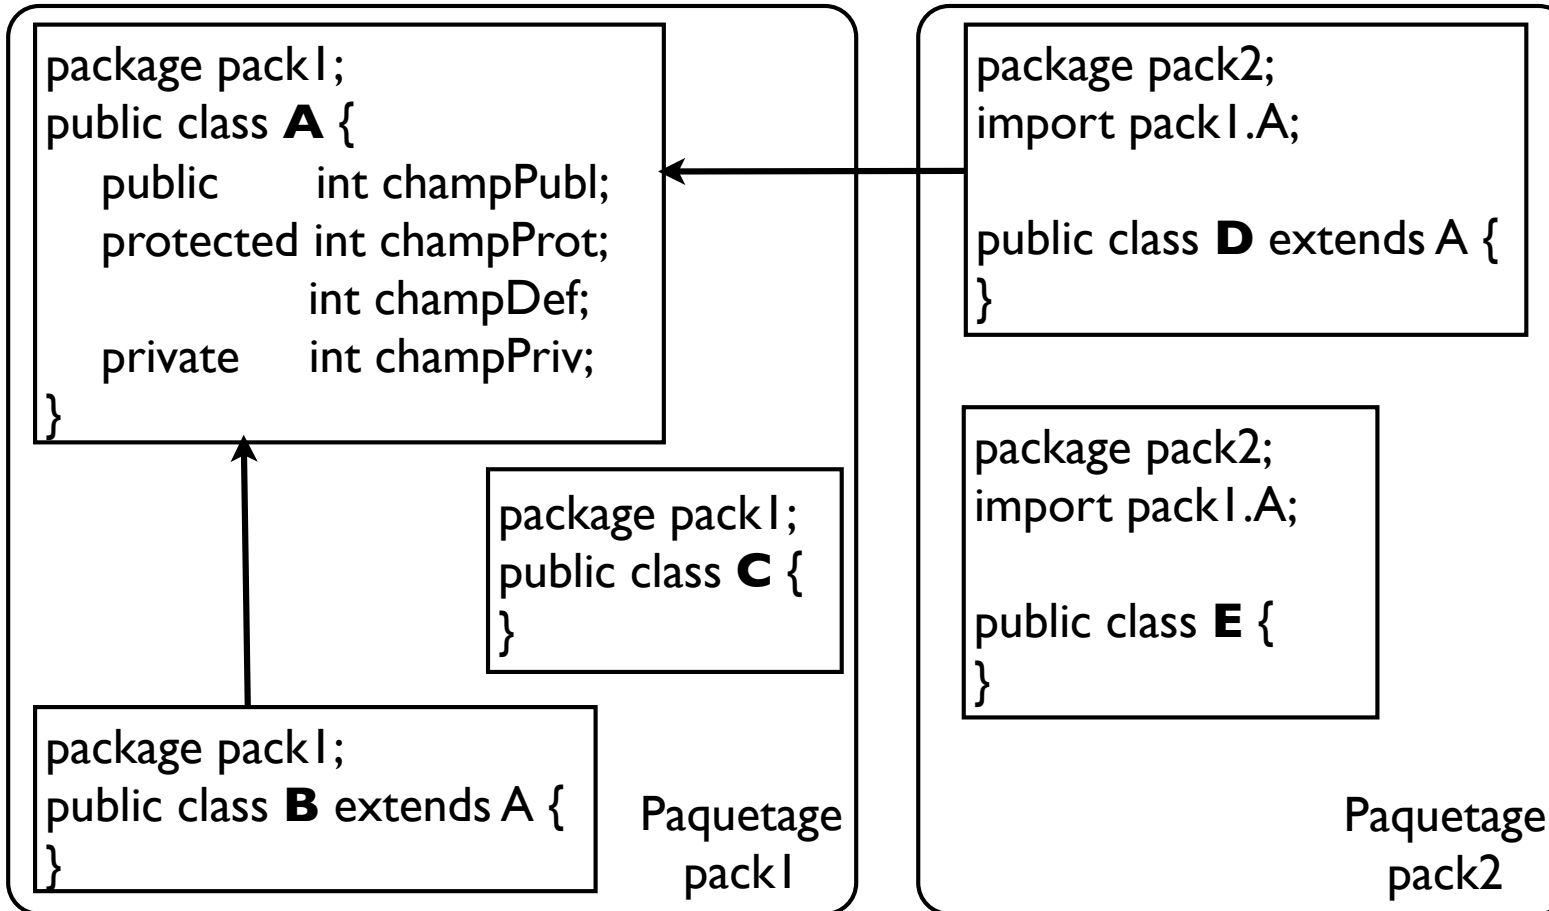 package pack1;
public class A {
public int champPubl;
protected int champProt;
int champDef;
private int champPriv;
}
package pack1;
public class C {
}
package pack1;
public class B extends A {
}
Paquetage
pack1
package pack2;
import pack1.A;
public class D extends A {
}
package pack2;
import pack1.A;
public class E {
}
Paquetage
pack2